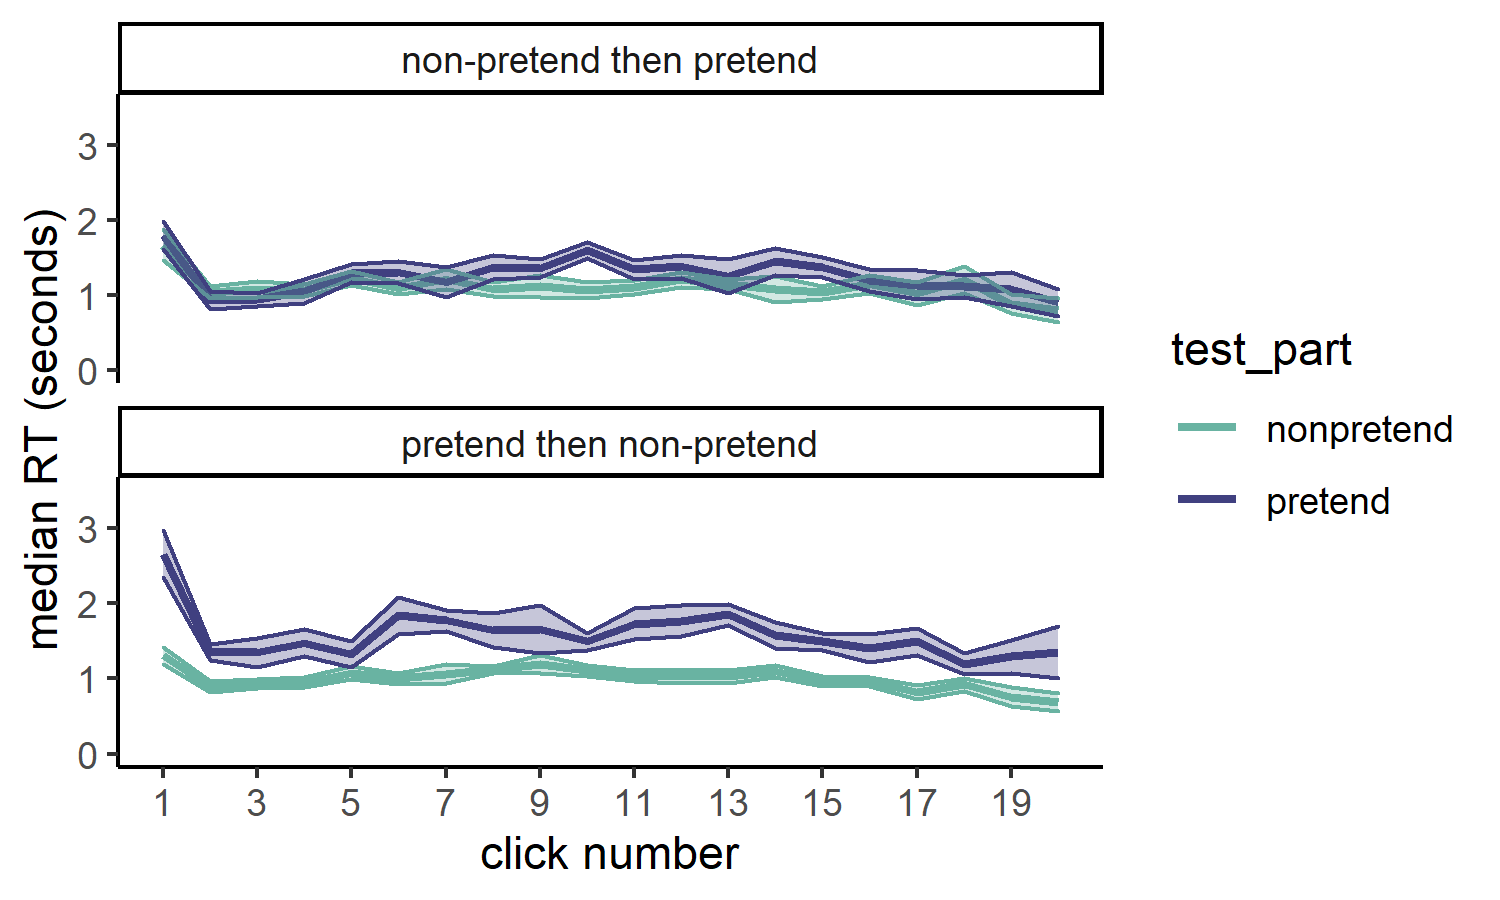 non-pretend then pretend
3
2
1
0
pretend then non-pretend
3
2
1
0
1 3 5 7 9 11 13 15 17 19
click number
median RT (seconds)
test_part
nonpretend
pretend